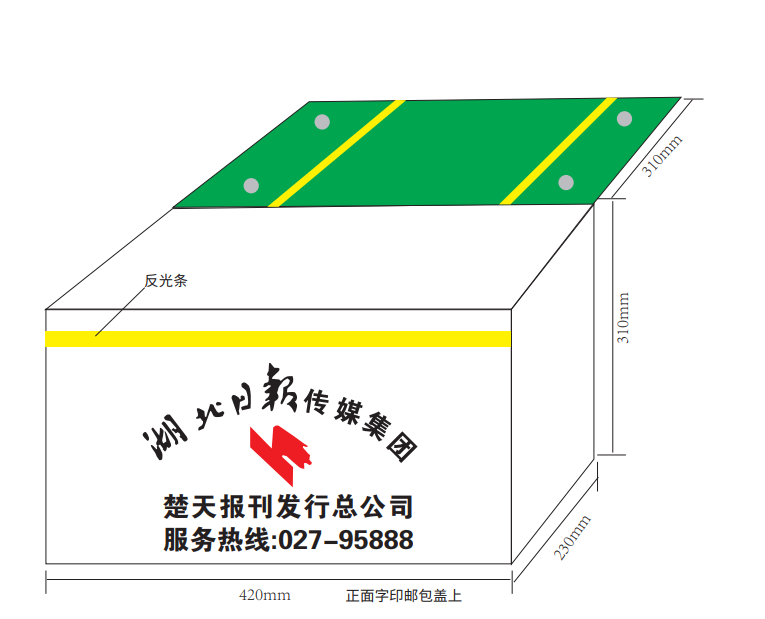 310mm
反光条
310mm
湖北日报传媒集团
楚天报刊发行总公司
服务热线:027-95888
230mm
420mm
正面字印邮包盖上